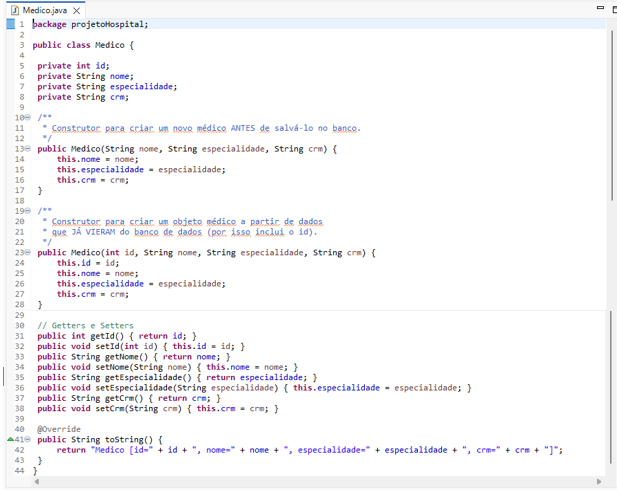 Medico.java
1 package projetoHospital;
2
3 public class Medico {
4
5 private int id;
6 private String nome;
7 private String especialidade;
8 private String crm;
9
10 /**
11 * Construtor para criar um novo médico ANTES de salvá-lo no banco.
12 */
13 public Medico(String nome, String especialidade, String crm) {
14 this.nome = nome;
15 this.especialidade = especialidade;
16 this.crm = crm;
17 }
18
19 /**
20 * Construtor para criar um objeto médico a partir de dados
21 * que JÁ VIERAM do banco de dados (por isso inclui o id).
22 */
23 public Medico(int id, String nome, String especialidade, String crm) {
24 this.id = id;
25 this.nome = nome;
26 this.especialidade = especialidade;
27 this.crm = crm;
28 }
29
30 // Getters e Setters
31 public int getId() { return id; }
32 public void setId(int id) { this.id = id; }
33 public String getNome() { return nome; }
34 public void setNome(String nome) { this.nome = nome; }
35 public String getEspecialidade() { return especialidade; }
36 public void setEspecialidade(String especialidade) { this.especialidade = especialidade; }
37 public String getCrm() { return crm; }
38 public void setCrm(String crm) { this.crm = crm; }
39
40 @Override
41 public String toString() {
42 return "Medico [id=" + id + ", nome=" + nome + ", especialidade=" + especialidade + ", crm=" + crm + "]";
43 }
44 }